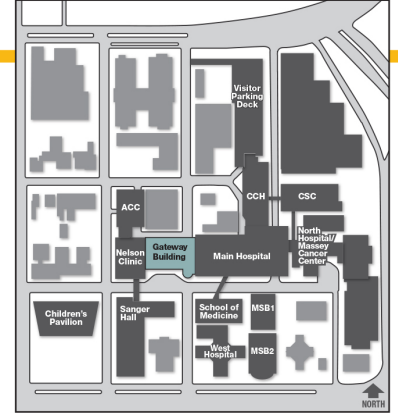 Visitor
Parking
Dock
ACC
CCH
CSC
Nelson
Clinic
Gateway
Building
Main Hospital
North
Hospital/
Massey
Cancer
Center
Children's
Pavilion
Sanger
Hall
School of
Medicine
MSB1
West
Hospital
MSB2
NORTH